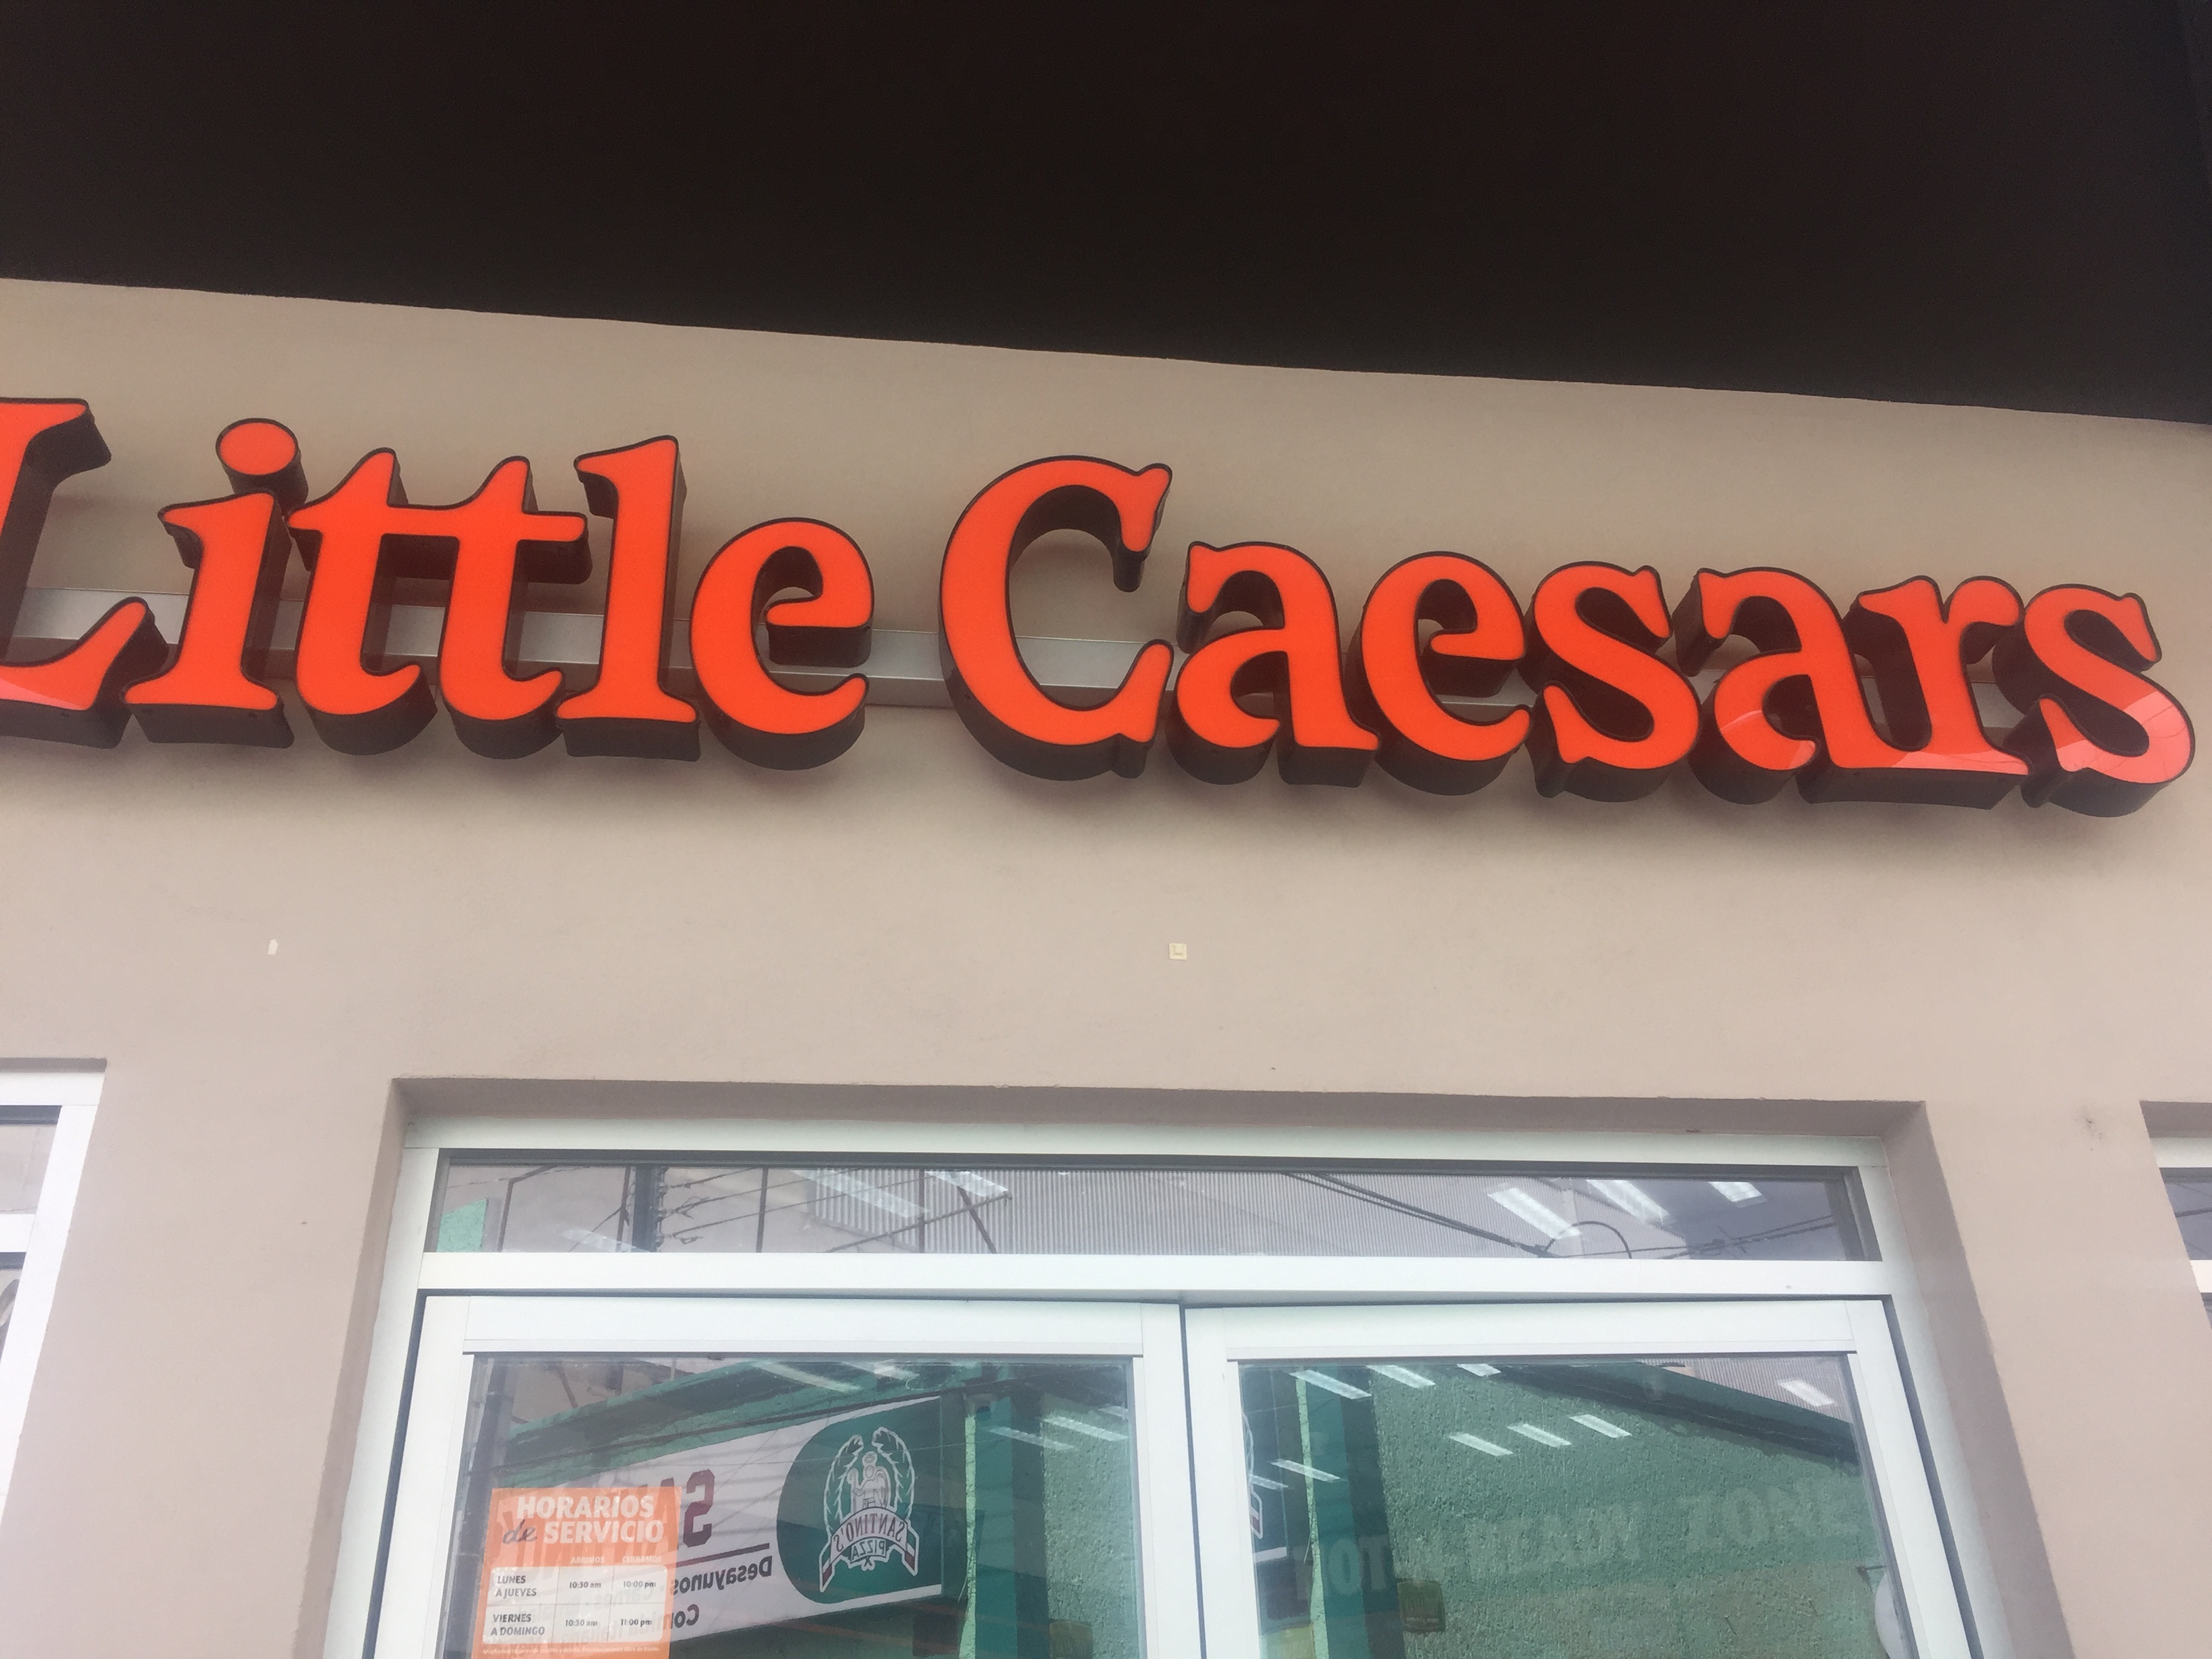 Little Caesars
HORARIOS
de SERVICIO
ABRIMOS CERRAMOS
LUNES
A JUEVES
10:30 am 10:00 pm
VIERNES
A DOMINGO
10:30 am 11:00 pm
SANTINO'S
PIZZA
Desayunos